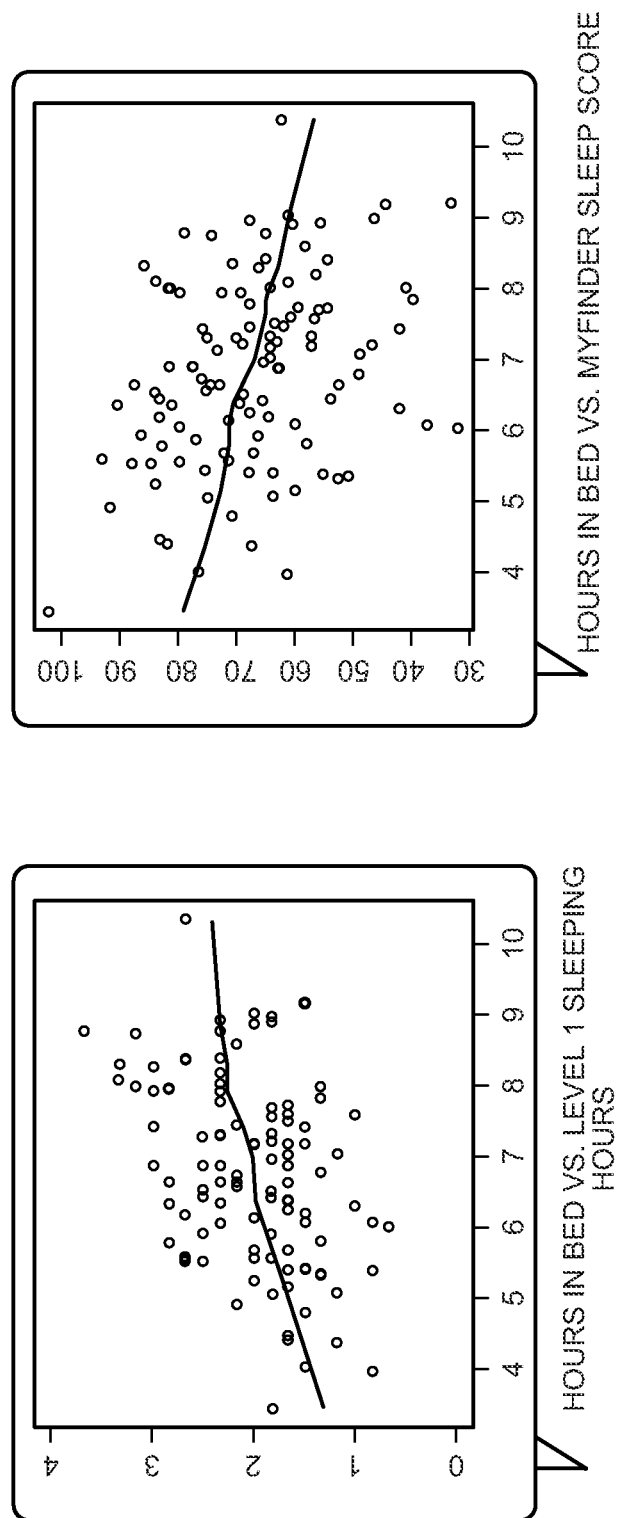 4
3
2
1
0
4 5 6 7 8 9 10
HOURS IN BED VS. LEVEL 1 SLEEPING
HOURS
100
90
80
70
60
50
40
30
4 5 6 7 8 9 10
HOURS IN BED VS. MYFINDER SLEEP SCORE